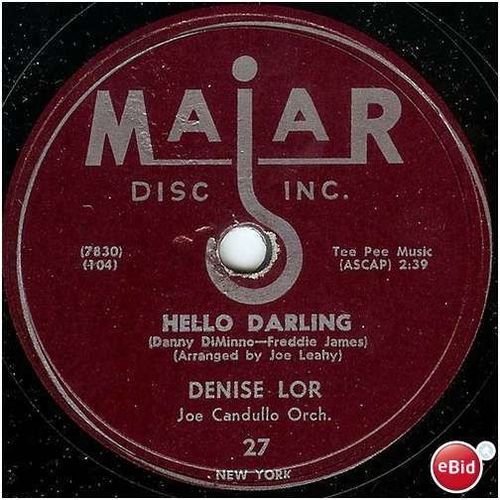 MAJAR
DISC INC.
(7830)
(104)
Tee Pee Music
(ASCAP) 2:39
HELLO DARLING
(Danny DiMinno—Freddie James)
(Arranged by Joe Leahy)
DENISE LOR
Joe Candullo Orch.
27
NEW YORK
eBid